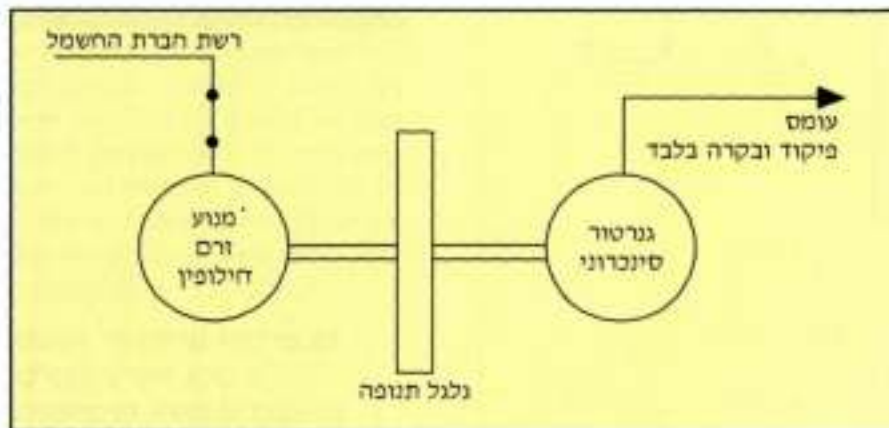 רשת חברת החשמל
עומס
פיקוד ובקרה בלבד
מנוע
זרם
חילופין
גנרטור
סינכרוני
גלגל תנופה